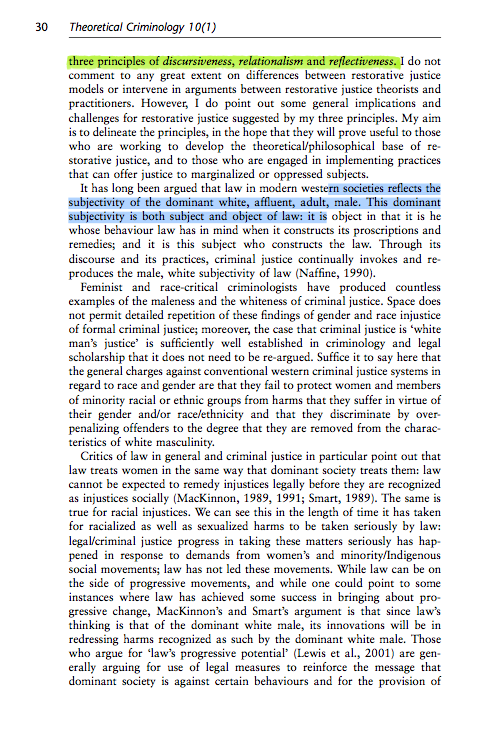 30 Theoretical Criminology 10(1)
three principles of discursiveness, relationalism and reflectiveness. I do not
comment to any great extent on differences between restorative justice
models or intervene in arguments between restorative justice theorists and
practitioners. However, I do point out some general implications and
challenges for restorative justice suggested by my three principles. My aim
is to delineate the principles, in the hope that they will prove useful to those
who are working to develop the theoretical/philosophical base of re-
storative justice, and to those who are engaged in implementing practices
that can offer justice to marginalized or oppressed subjects.
It has long been argued that law in modern western societies reflects the
subjectivity of the dominant white, affluent, adult, male. This dominant
subjectivity is both subject and object of law: it is object in that it is he
whose behaviour law has in mind when it constructs its proscriptions and
remedies; and it is this subject who constructs the law. Through its
discourse and its practices, criminal justice continually invokes and re-
produces the male, white subjectivity of law (Naffine, 1990).
Feminist and race-critical criminologists have produced countless
examples of the maleness and the whiteness of criminal justice. Space does
not permit detailed repetition of these findings of gender and race injustice
of formal criminal justice; moreover, the case that criminal justice is ‘white
man’s justice’ is sufficiently well established in criminology and legal
scholarship that it does not need to be re-argued. Suffice it to say here that
the general charges against conventional western criminal justice systems in
regard to race and gender are that they fail to protect women and members
of minority racial or ethnic groups from harms that they suffer in virtue of
their gender and/or race/ethnicity and that they discriminate by over-
penalizing offenders to the degree that they are removed from the charac-
teristics of white masculinity.
Critics of law in general and criminal justice in particular point out that
law treats women in the same way that dominant society treats them: law
cannot be expected to remedy injustices legally before they are recognized
as injustices socially (MacKinnon, 1989, 1991; Smart, 1989). The same is
true for racial injustices. We can see this in the length of time it has taken
for racialized as well as sexualized harms to be taken seriously by law:
legal/criminal justice progress in taking these matters seriously has hap-
pened in response to demands from women’s and minority/Indigenous
social movements; law has not led these movements. While law can be on
the side of progressive movements, and while one could point to some
instances where law has achieved some success in bringing about pro-
gressive change, MacKinnon’s and Smart’s argument is that since law’s
thinking is that of the dominant white male, its innovations will be in
redressing harms recognized as such by the dominant white male. Those
who argue for ‘law’s progressive potential’ (Lewis et al., 2001) are gen-
erally arguing for use of legal measures to reinforce the message that
dominant society is against certain behaviours and for the provision of